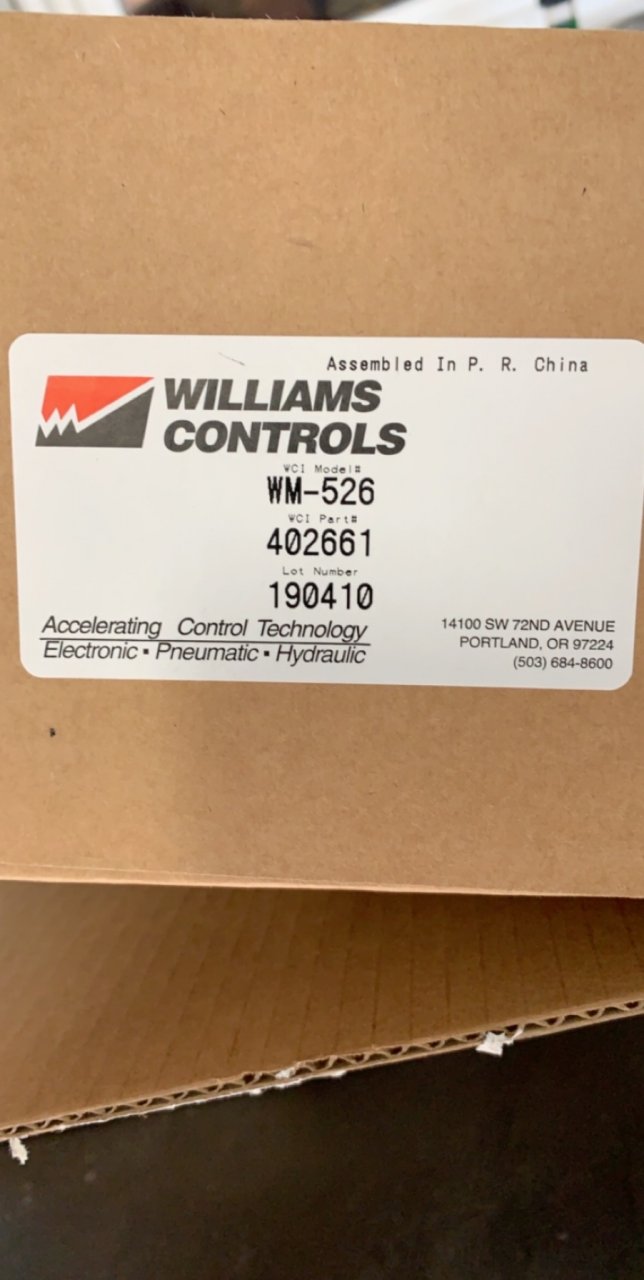 Assembled In P. R. China
WILLIAMS
CONTROLS
WCI Model#
WM-526
WCI Part#
402661
Lot Number
190410
Accelerating Control Technology
Electronic ▪ Pneumatic ▪ Hydraulic
14100 SW 72ND AVENUE
PORTLAND, OR 97224
(503) 684-8600